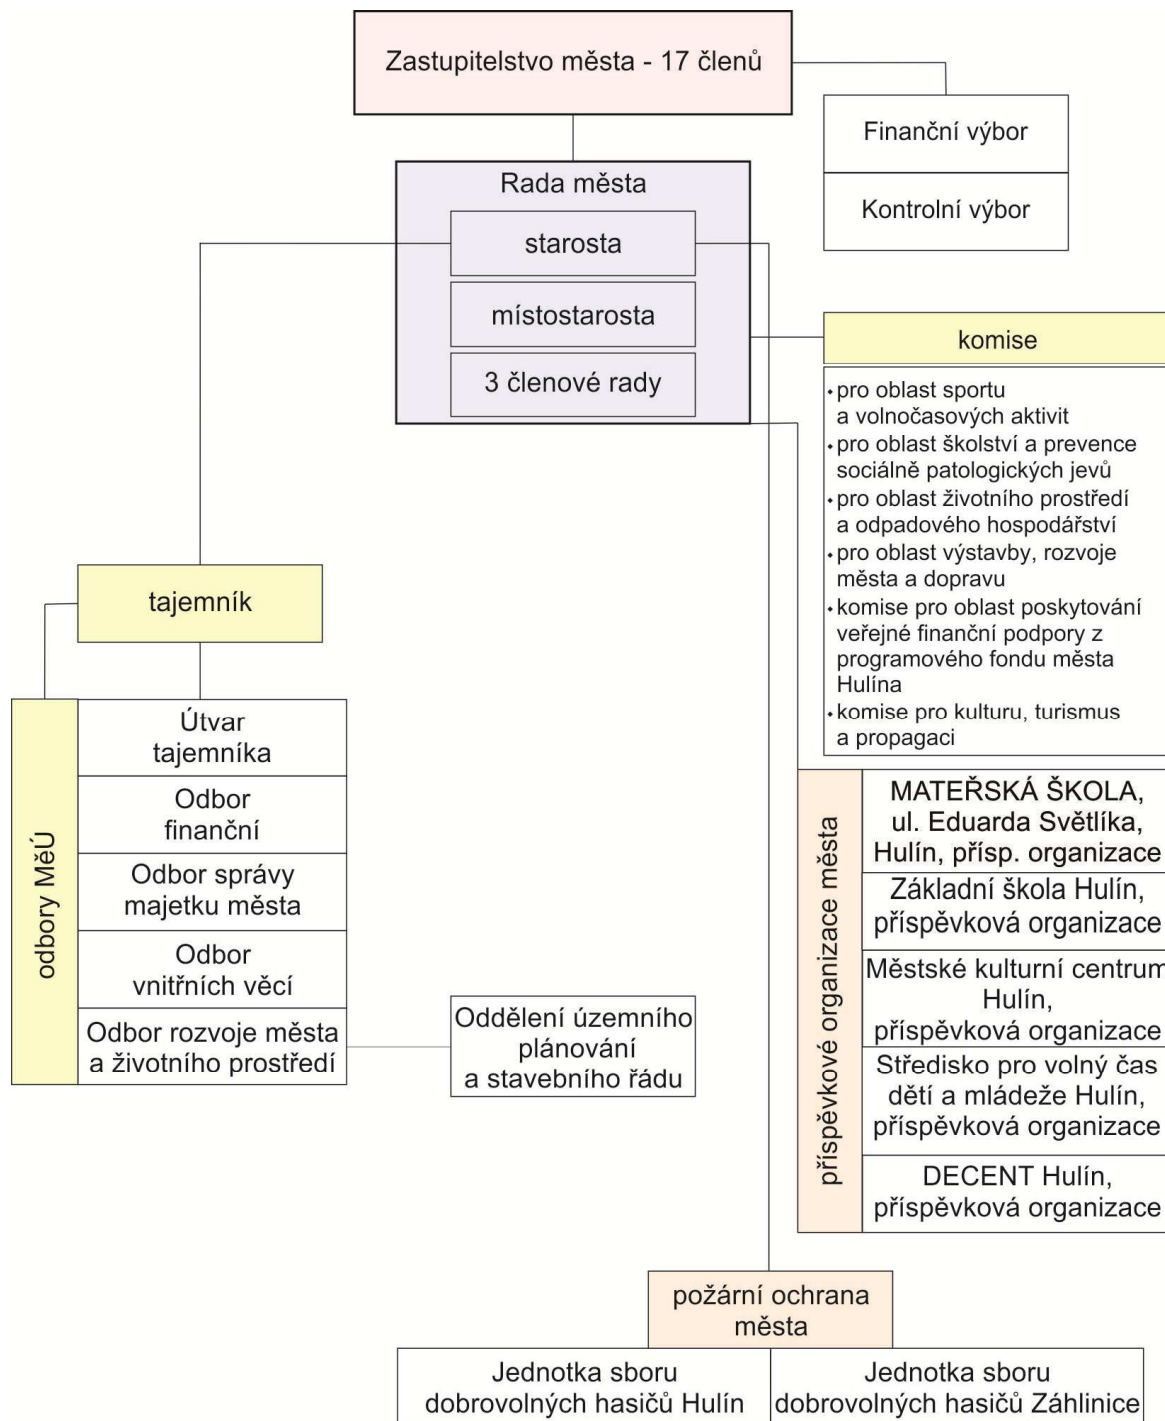 Zastupitelstvo města - 17 členů
Finanční výbor
Kontrolní výbor
Rada města
starosta
místostarosta
3 členové rady
komise
pro oblast sportu
a volnočasových aktivit
pro oblast školství a prevence
sociálně patologických jevů
pro oblast životního prostředí
a odpadového hospodářství
pro oblast výstavby, rozvoje
města a dopravu
komise pro oblast poskytování
veřejné finanční podpory z
programového fondu města
Hulína
komise pro kulturu, turismus
a propagaci
tajemník
odbory MěÚ
Útvar
tajemníka
Odbor
finanční
Odbor správy
majetku města
Odbor
vnitřních věcí
Odbor rozvoje města
a životního prostředí
Oddělení územního
plánování
a stavebního řádu
příspěvkové organizace města
MATEŘSKÁ ŠKOLA,
ul. Eduarda Světlíka,
Hulín, přísp. organizace
Základní škola Hulín,
příspěvková organizace
Městské kulturní centrum
Hulín,
příspěvková organizace
Středisko pro volný čas
dětí a mládeže Hulín,
příspěvková organizace
DECENT Hulín,
příspěvková organizace
požární ochrana
města
Jednotka sboru
dobrovolných hasičů Hulín
Jednotka sboru
dobrovolných hasičů Záhlinice